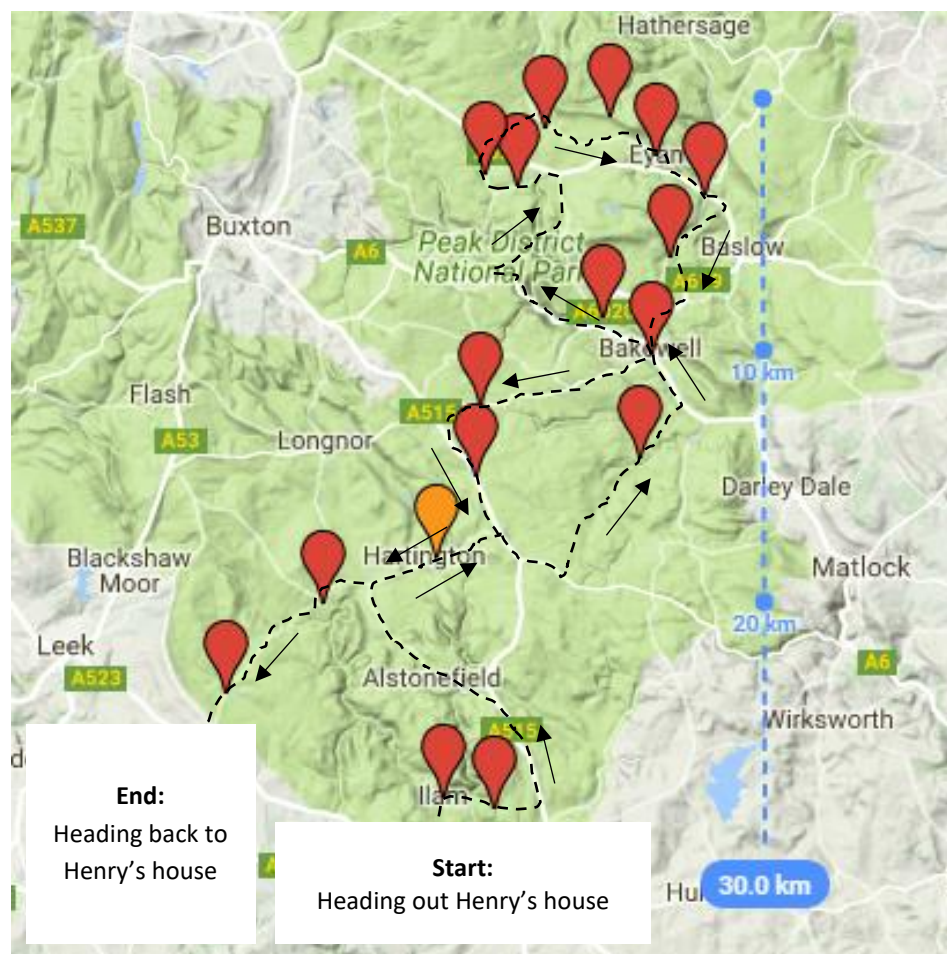 Hathersage
Eyam
A537
Buxton
A6
Peak District
National Park
Baslow
A619
A6020
Bakewell
10 km
Flash
A515
A53
Longnor
Darley Dale
Hartington
Blackshaw
Moor
Matlock
20 km
Leek
A523
Alstonefield
A6
A515
Wirksworth
Ilam
End:
Heading back to
Henry’s house
Start:
Heading out Henry’s house
30.0 km